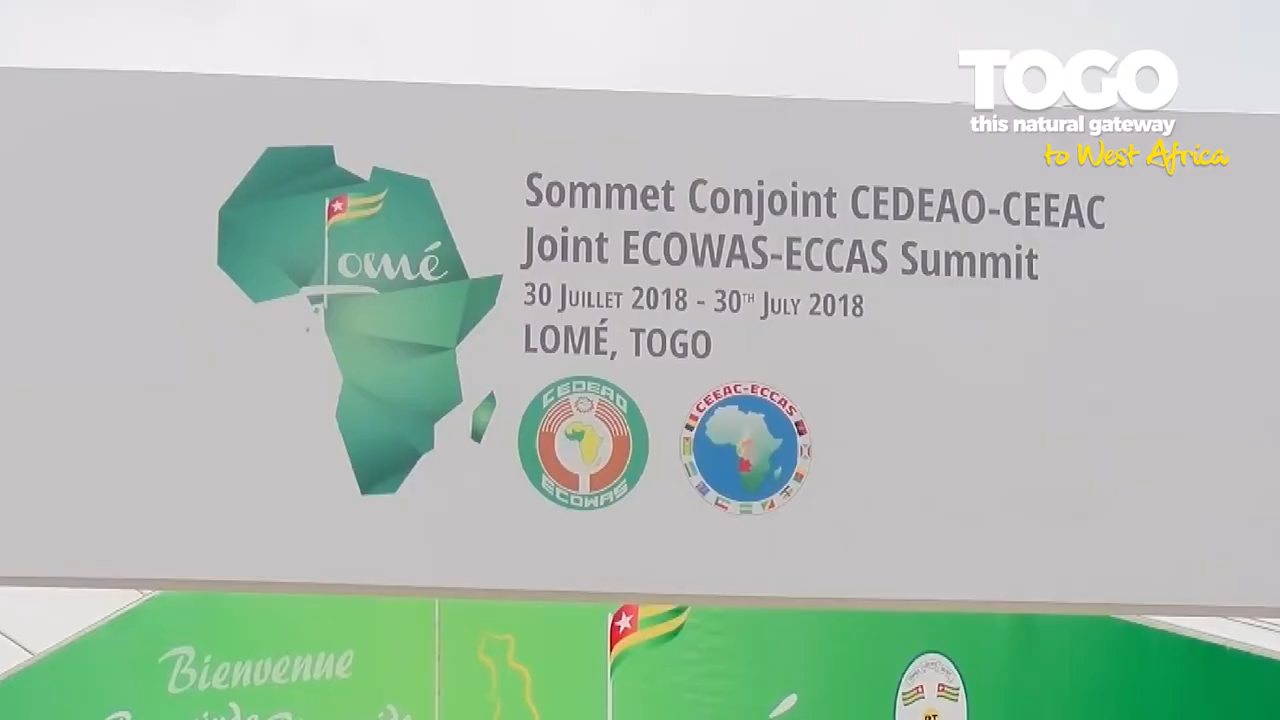 TOGO
this natural gateway
to West Africa
Lomé
Sommet Conjoint CEDEAO-CEEAC
Joint ECOWAS-ECCAS Summit
30 JUILLET 2018 - 30TH JULY 2018
LOMÉ, TOGO
CEDEAO
ECOWAS
CEEAC-ECCAS
Bienvenue